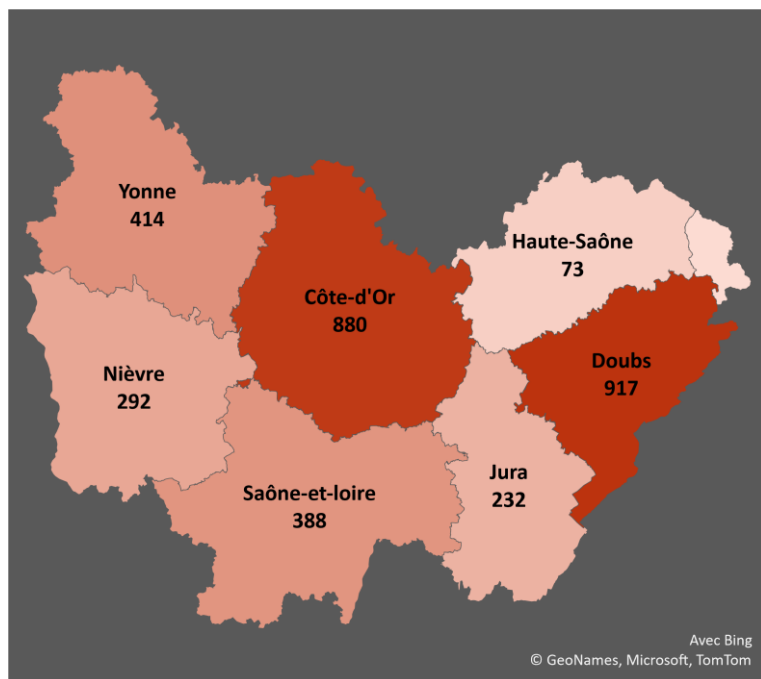 Yonne
414
Haute-Saône
73
Côte-d'Or
880
Doubs
917
Nièvre
292
Saône-et-loire
388
Jura
232
Avec Bing
© GeoNames, Microsoft, TomTom